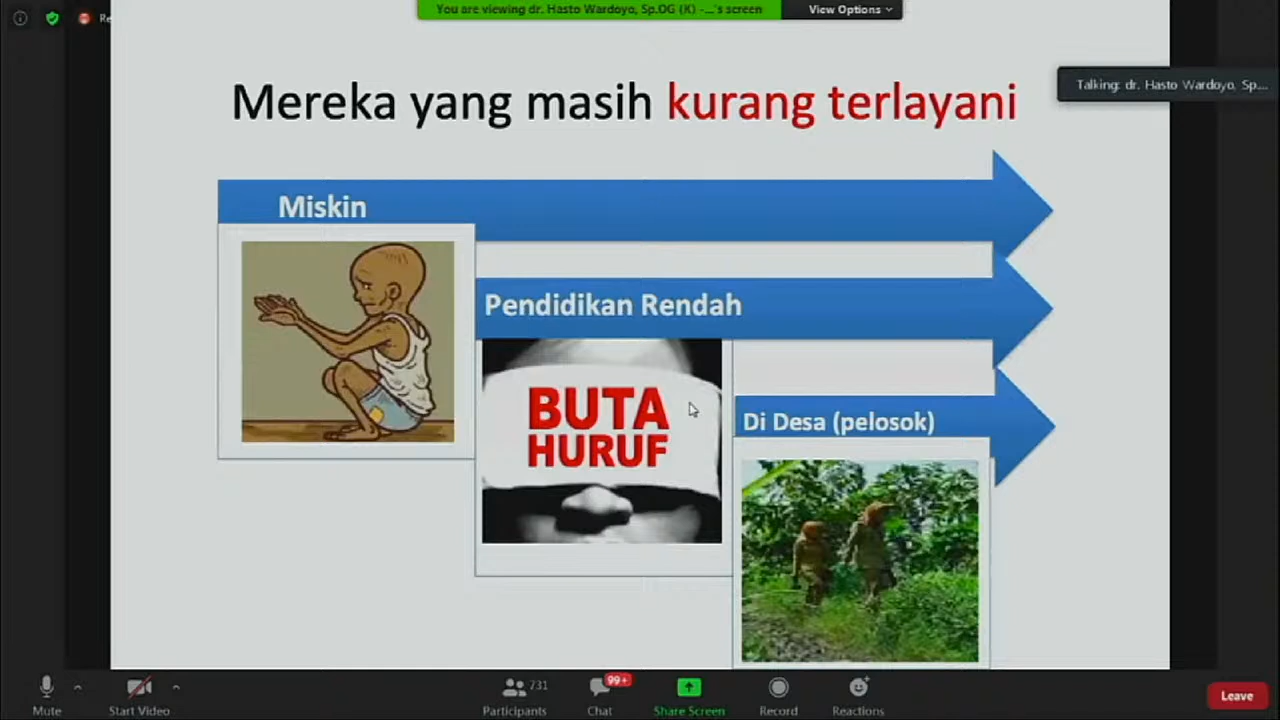 You are viewing dr. Hasto Wardoyo, Sp.OG (K) -...'s screen
View Options
Re
Talking: dr. Hasto Wardoyo, Sp...
Mereka yang masih kurang terlayani
Miskin
Pendidikan Rendah
BUTA
HURUF
Di Desa (pelosok)
Mute
Start Video
731
Participants
99+
Chat
Share Screen
Record
Reactions
Leave